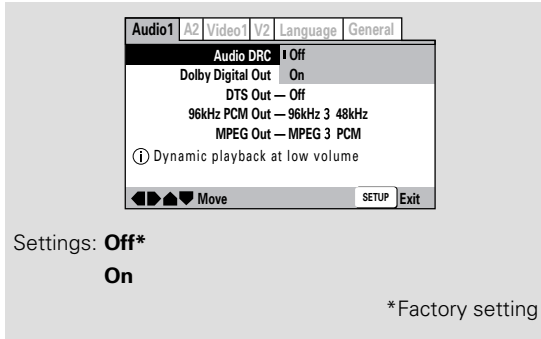 Audio1 A2 Video1 V2 Language General
Audio DRC Off
Dolby Digital Out On
DTS Out — Off
96kHz PCM Out — 96kHz 3 48kHz
MPEG Out — MPEG 3 PCM
i Dynamic playback at low volume
Move SETUP Exit
Settings: Off*
On
*Factory setting